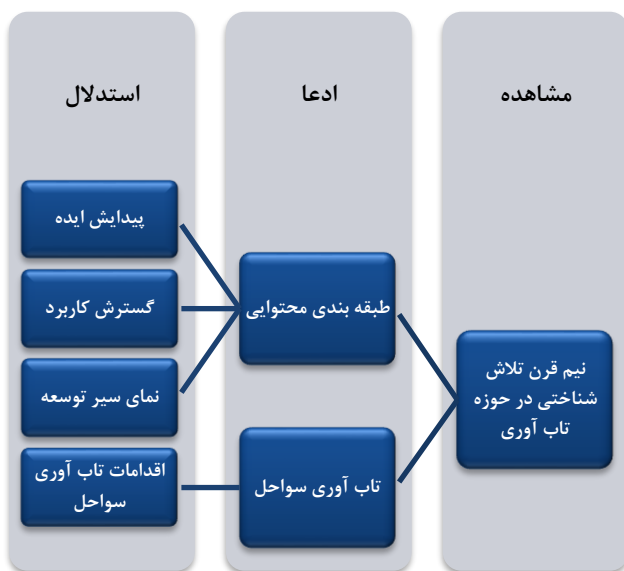 مشاهده
ادعا
استدلال
نیم قرن تلاش
شناختی در حوزه
تاب آوری
طبقه بندی محتوایی
تاب آوری سواحل
پیدایش ایده
گسترش کاربرد
نمای سیر توسعه
اقدامات تاب آوری
سواحل